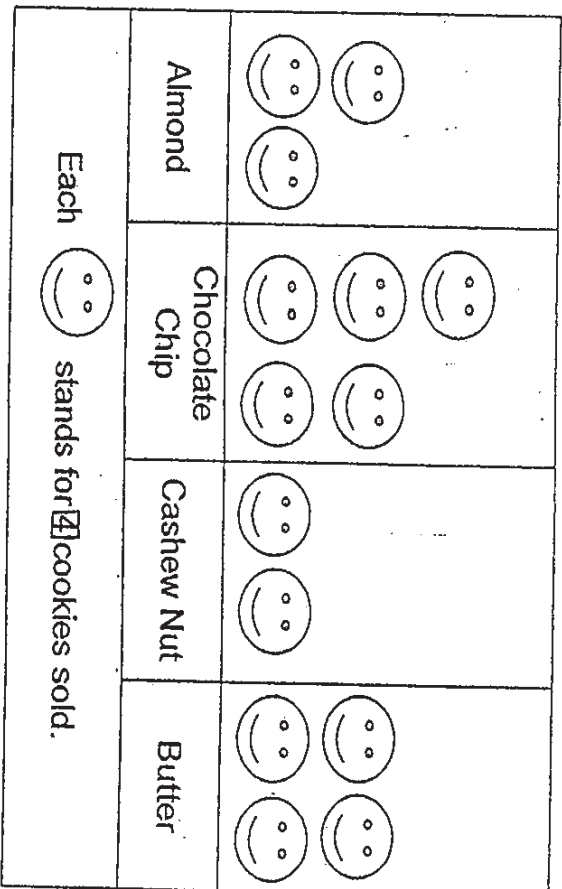 Almond
Chocolate
Chip
Cashew Nut
Butter
Each stands for 4 cookies sold.